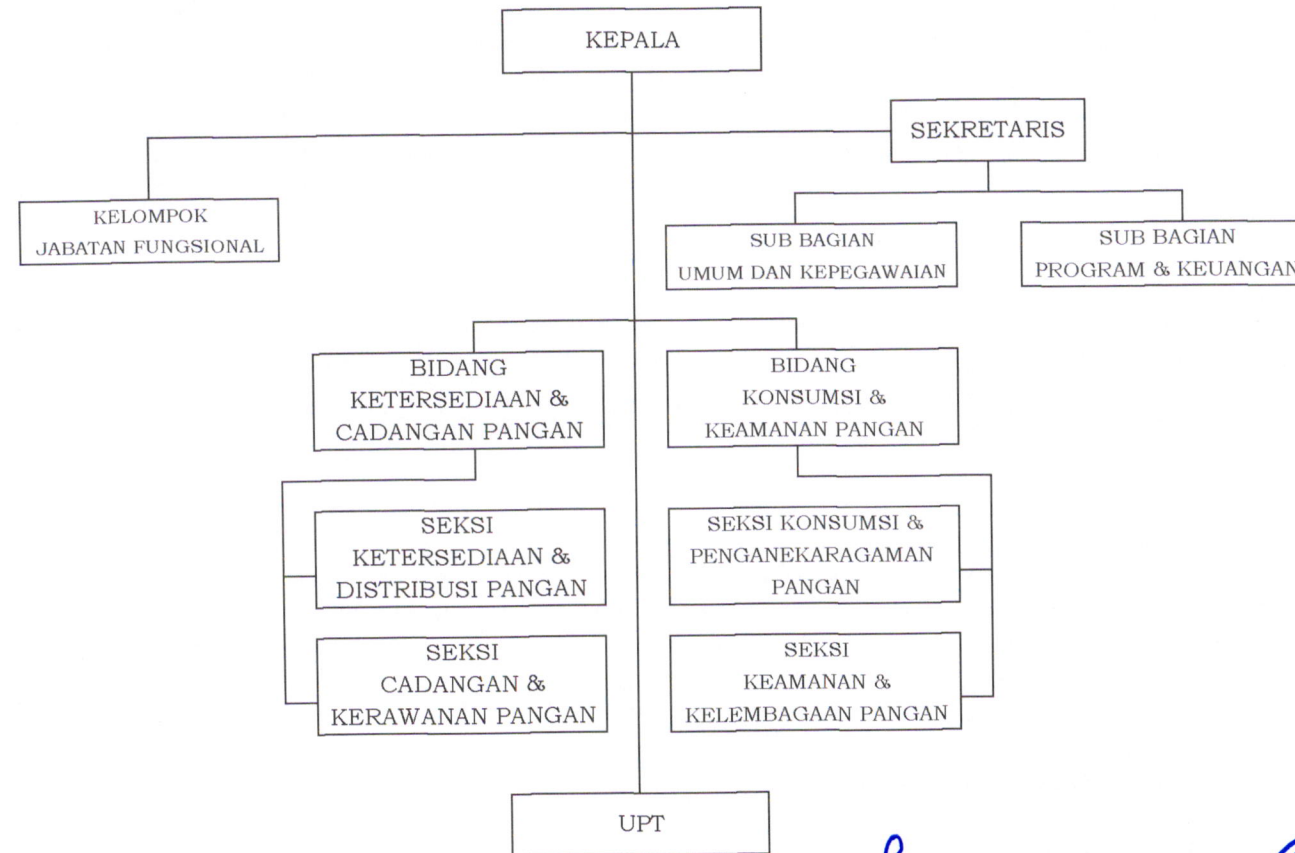 KEPALA
SEKRETARIS
KELOMPOK
JABATAN FUNGSIONAL
SUB BAGIAN
UMUM DAN KEPEGAWAIAN
SUB BAGIAN
PROGRAM & KEUANGAN
BIDANG
KETERSEDIAAN &
CADANGAN PANGAN
BIDANG
KONSUMSI &
KEAMANAN PANGAN
SEKSI
KETERSEDIAAN &
DISTRIBUSI PANGAN
SEKSI KONSUMSI &
PENGANEKARAGAMAN
PANGAN
SEKSI
CADANGAN &
KERAWANAN PANGAN
SEKSI
KEAMANAN &
KELEMBAGAAN PANGAN
UPT